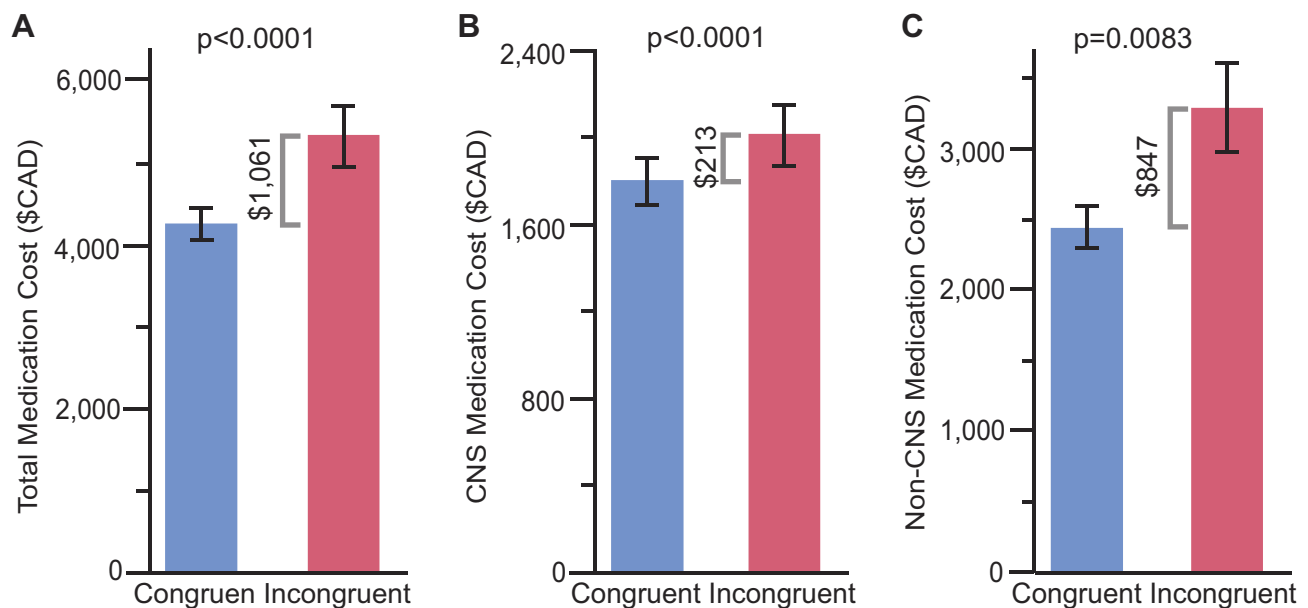 A
p<0.0001
Total Medication Cost ($CAD)
6,000
4,000
2,000
0
$1,061
Congruen Incongruent
B
p<0.0001
CNS Medication Cost ($CAD)
2,400
1,600
800
0
$213
Congruent Incongruent
C
p=0.0083
Non-CNS Medication Cost ($CAD)
3,000
2,000
1,000
0
$847
Congruent Incongruent